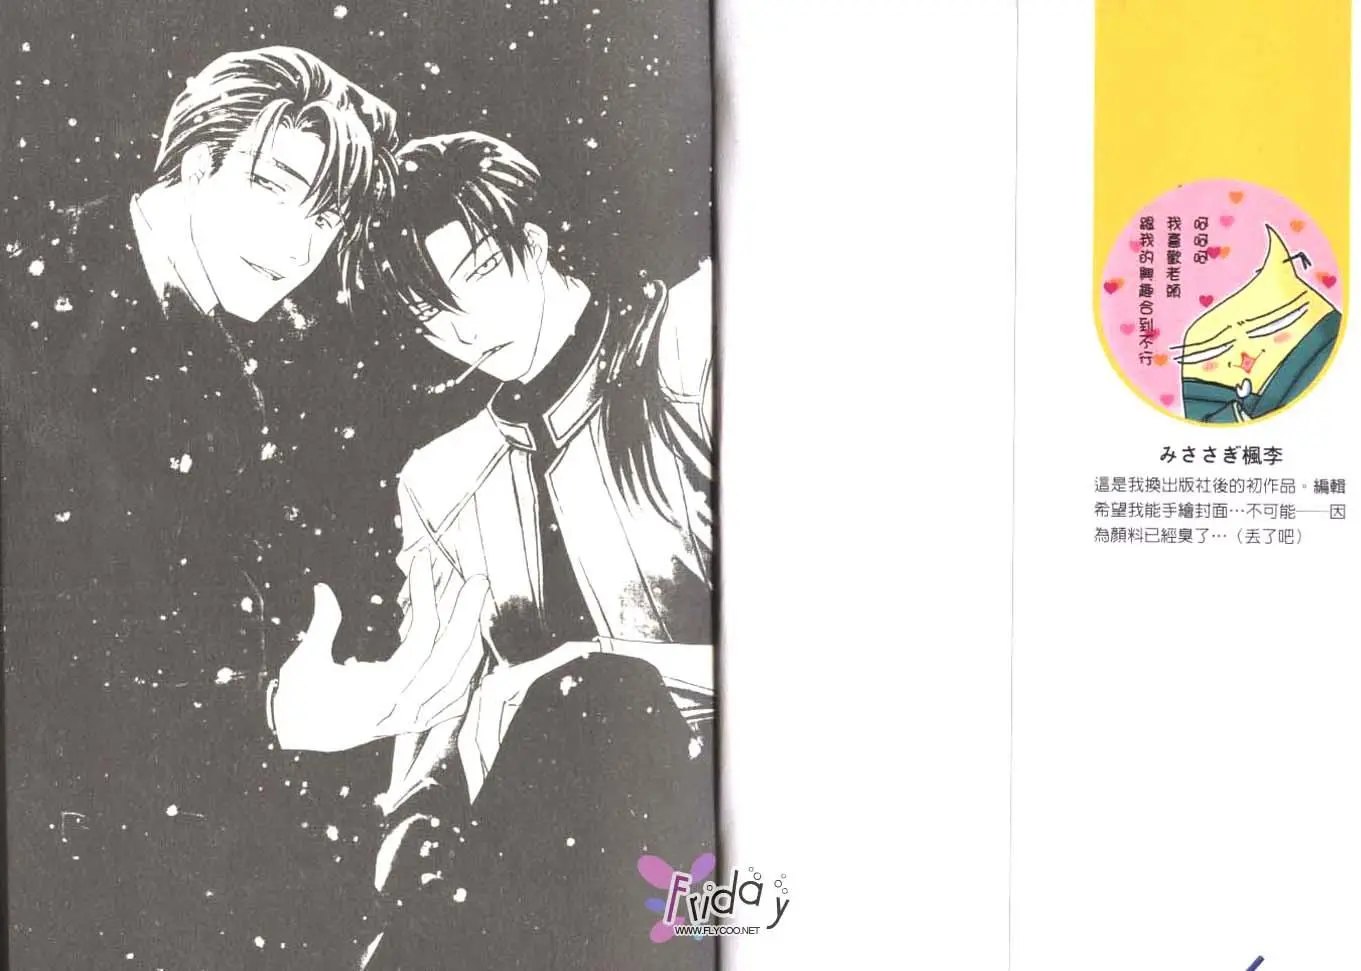 呵呵呵
我喜歡老頭
跟我的興趣合到不行
みささぎ楓李
這是我換出版社後的初作品。編輯
希望我能手繪封面…不可能——因
為顏料已經臭了…（丟了吧）
Friday
WWW.FLYCOO.NET